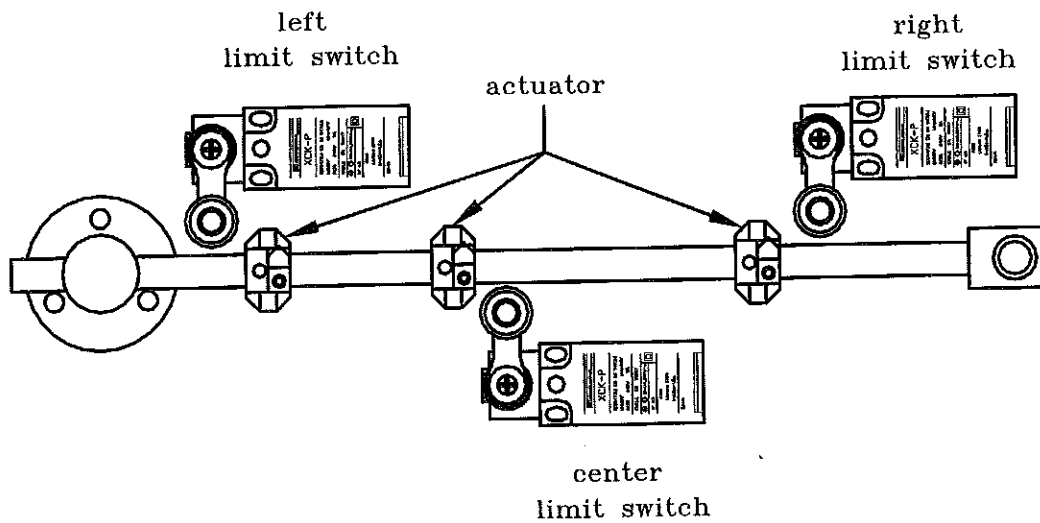 left
limit switch
right
limit switch
actuator
XCK-P
XCK-P
XCK-P
center
limit switch